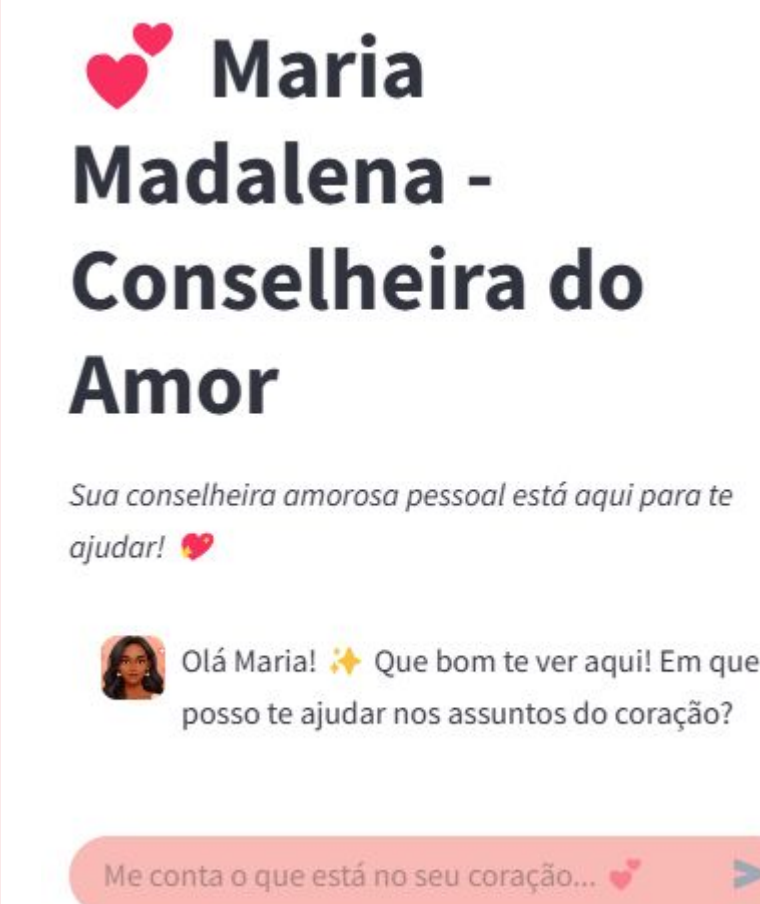 💕 Maria
Madalena -
Conselheira do
Amor
Sua conselheira amorosa pessoal está aqui para te
ajudar! 💖
Olá Maria! ✨ Que bom te ver aqui! Em que
posso te ajudar nos assuntos do coração?
Me conta o que está no seu coração... 💕